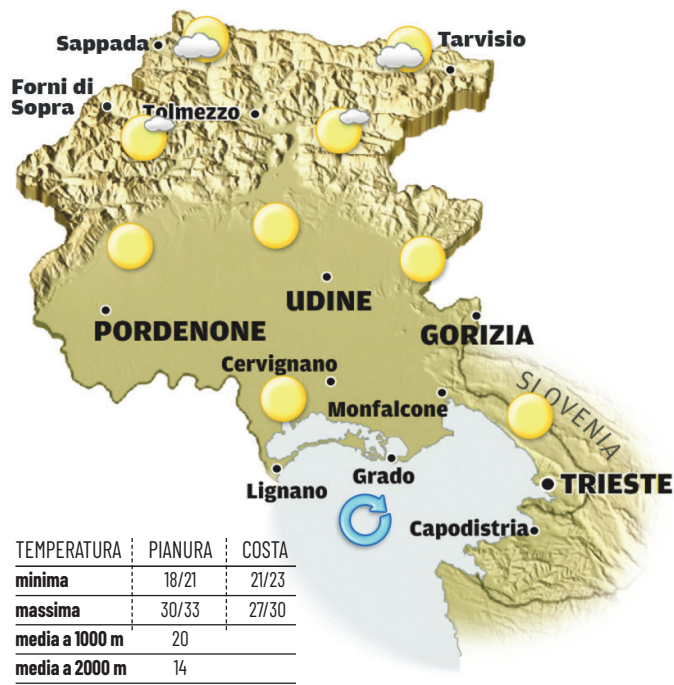 Sappada
Tarvisio
Forni di
Sopra
Tolmezzo
UDINE
PORDENONE
GORIZIA
Cervignano
SLOVENIA
Monfalcone
Grado
Lignano
TRIESTE
Capodistria
TEMPERATURA PIANURA COSTA
minima 18/21 21/23
massima 30/33 27/30
media a 1000 m 20
media a 2000 m 14